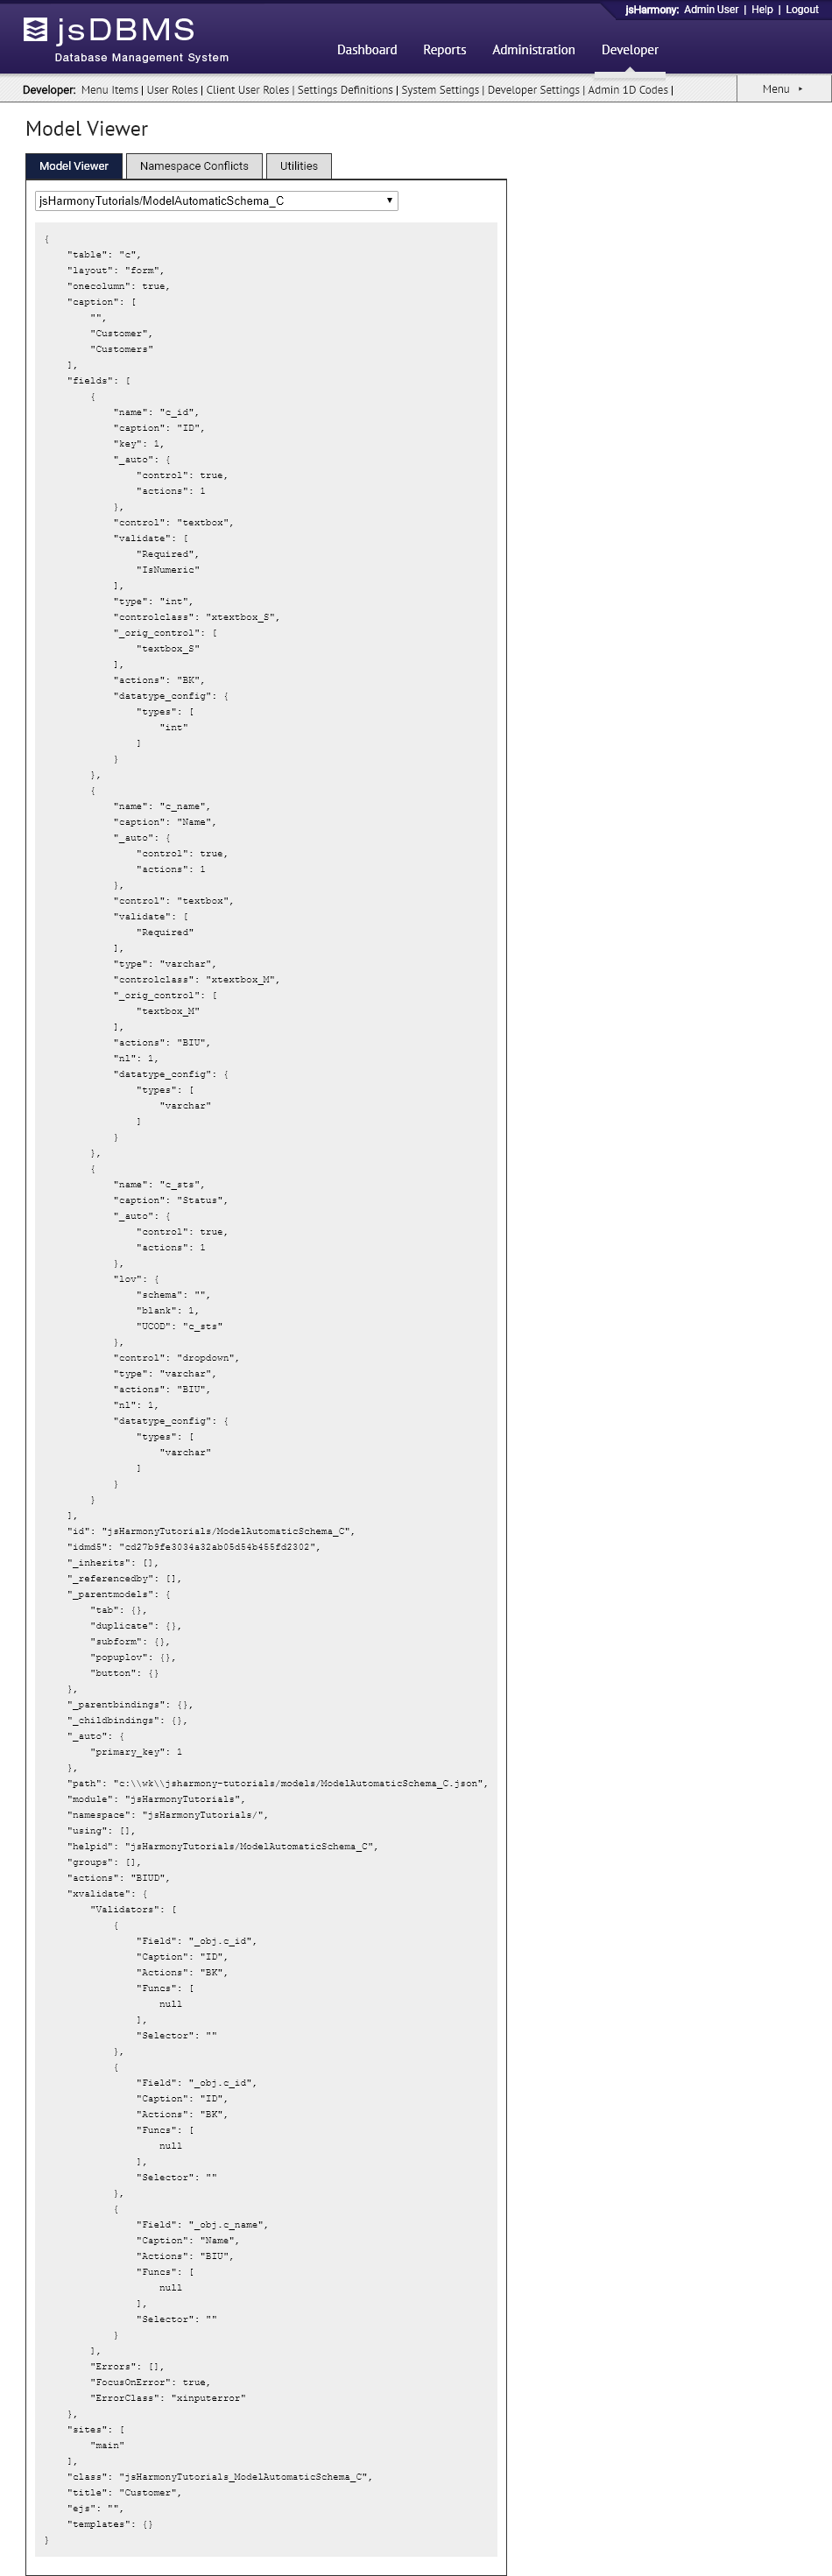 jsHarmony: Admin User | Help | Logout
jsDBMS
Database Management System
Dashboard Reports Administration Developer
Developer: Menu Items | User Roles | Client User Roles | Settings Definitions | System Settings | Developer Settings | Admin 1D Codes | Menu ▸
Model Viewer
Model Viewer Namespace Conflicts Utilities
jsHarmonyTutorials/ModelAutomaticSchema_C ▼
{
    "table": "c",
    "layout": "form",
    "onecolumn": true,
    "caption": [
        "",
        "Customer",
        "Customers"
    ],
    "fields": [
        {
            "name": "c_id",
            "caption": "ID",
            "key": 1,
            "_auto": {
                "control": true,
                "actions": 1
            },
            "control": "textbox",
            "validate": [
                "Required",
                "IsNumeric"
            ],
            "type": "int",
            "controlclass": "xtextbox_S",
            "_orig_control": [
                "textbox_S"
            ],
            "actions": "BK",
            "datatype_config": {
                "types": [
                    "int"
                ]
            }
        },
        {
            "name": "c_name",
            "caption": "Name",
            "_auto": {
                "control": true,
                "actions": 1
            },
            "control": "textbox",
            "validate": [
                "Required"
            ],
            "type": "varchar",
            "controlclass": "xtextbox_M",
            "_orig_control": [
                "textbox_M"
            ],
            "actions": "BIU",
            "nl": 1,
            "datatype_config": {
                "types": [
                    "varchar"
                ]
            }
        },
        {
            "name": "c_sts",
            "caption": "Status",
            "_auto": {
                "control": true,
                "actions": 1
            },
            "lov": {
                "schema": "",
                "blank": 1,
                "UCOD": "c_sts"
            },
            "control": "dropdown",
            "type": "varchar",
            "actions": "BIU",
            "nl": 1,
            "datatype_config": {
                "types": [
                    "varchar"
                ]
            }
        }
    ],
    "id": "jsHarmonyTutorials/ModelAutomaticSchema_C",
    "idmd5": "cd27b9fe3034a32ab05d54b455fd2302",
    "_inherits": [],
    "_referencedby": [],
    "_parentmodels": {
        "tab": {},
        "duplicate": {},
        "subform": {},
        "popuplov": {},
        "button": {}
    },
    "_parentbindings": {},
    "_childbindings": {},
    "_auto": {
        "primary_key": 1
    },
    "path": "c:\\wk\\jsharmony-tutorials/models/ModelAutomaticSchema_C.json",
    "module": "jsHarmonyTutorials",
    "namespace": "jsHarmonyTutorials/",
    "using": [],
    "helpid": "jsHarmonyTutorials/ModelAutomaticSchema_C",
    "groups": [],
    "actions": "BIUD",
    "xvalidate": {
        "Validators": [
            {
                "Field": "_obj.c_id",
                "Caption": "ID",
                "Actions": "BK",
                "Funcs": [
                    null
                ],
                "Selector": ""
            },
            {
                "Field": "_obj.c_id",
                "Caption": "ID",
                "Actions": "BK",
                "Funcs": [
                    null
                ],
                "Selector": ""
            },
            {
                "Field": "_obj.c_name",
                "Caption": "Name",
                "Actions": "BIU",
                "Funcs": [
                    null
                ],
                "Selector": ""
            }
        ],
        "Errors": [],
        "FocusOnError": true,
        "ErrorClass": "xinputerror"
    },
    "sites": [
        "main"
    ],
    "class": "jsHarmonyTutorials_ModelAutomaticSchema_C",
    "title": "Customer",
    "ejs": "",
    "templates": {}
}